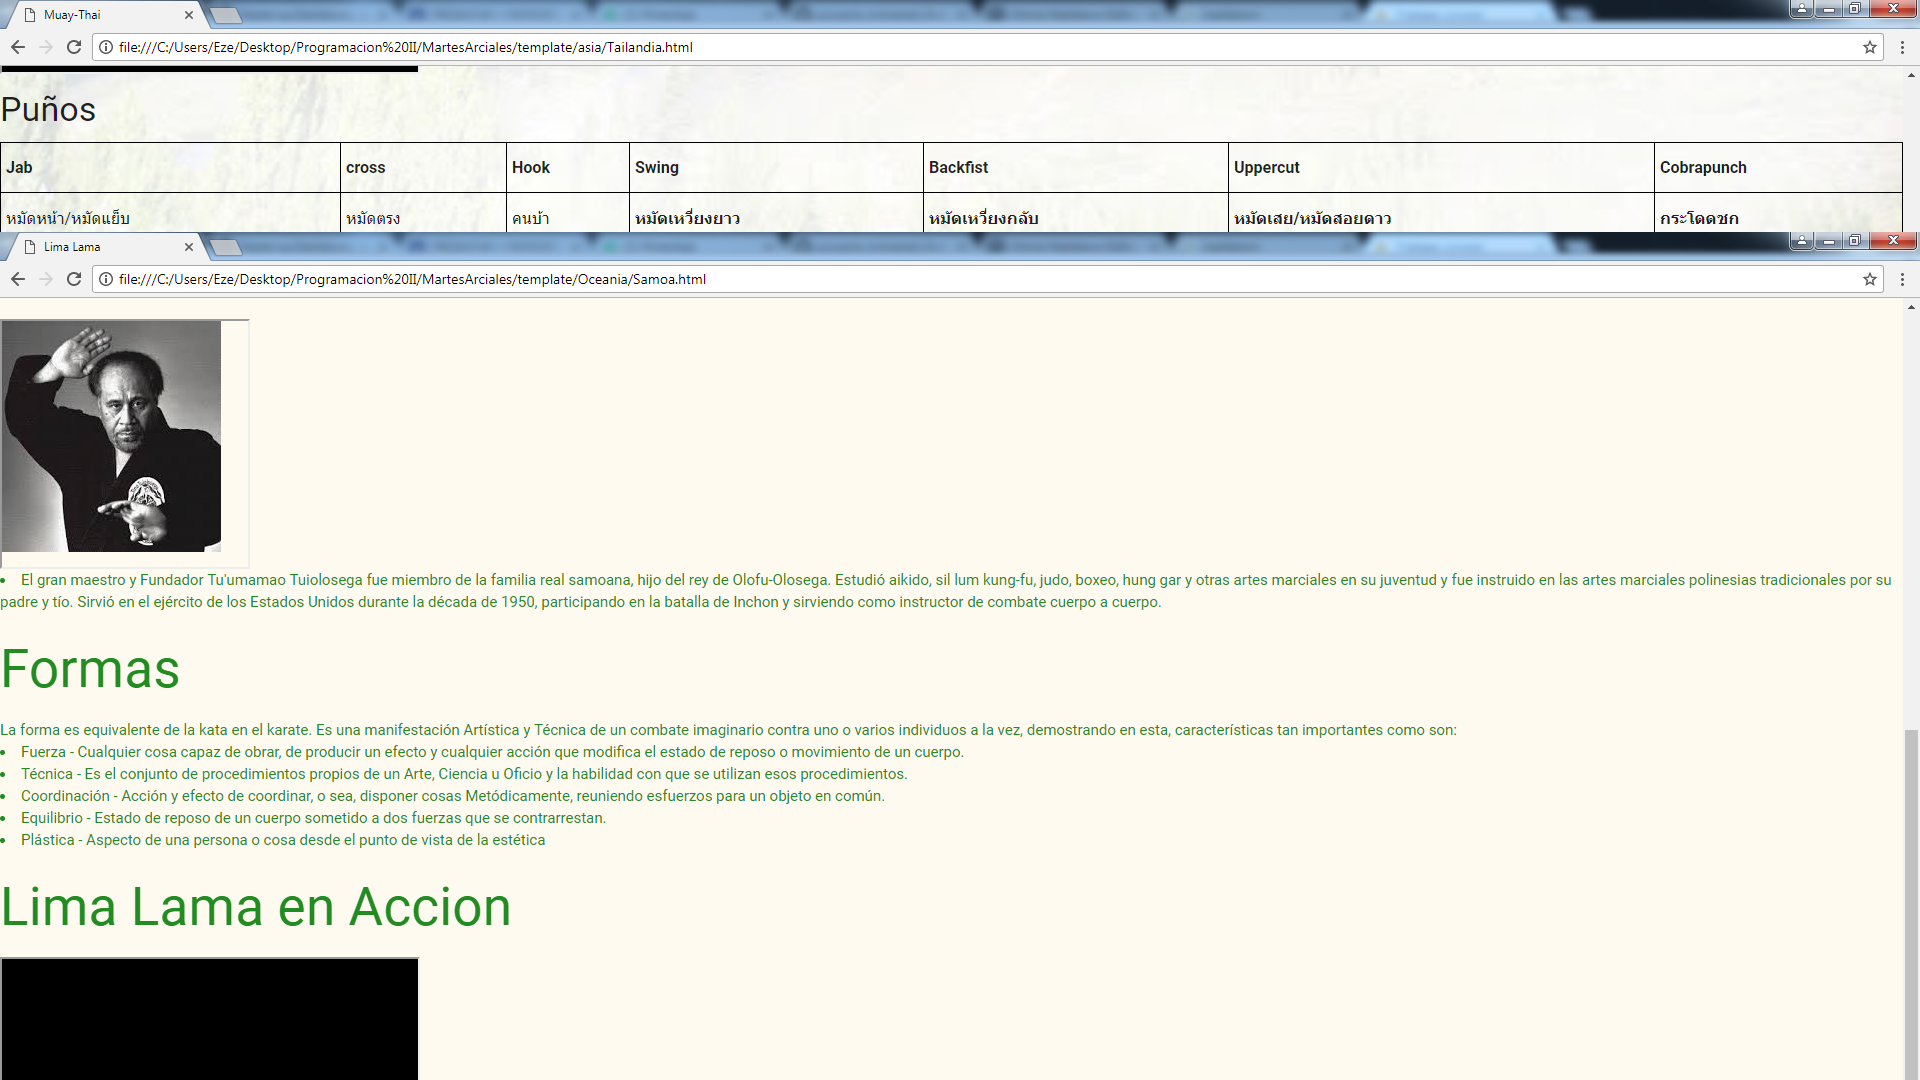 Muay-Thai
file:///C:/Users/Eze/Desktop/Programacion%20II/MartesArciales/template/asia/Tailandia.html
Puños
Jab cross Hook Swing Backfist Uppercut Cobrapunch
หมัดหน้า/หมัดแย็บ หมัดตรง คนบ้า หมัดเหวี่ยงยาว หมัดเหวี่ยงกลับ หมัดเสย/หมัดสอยดาว กระโดดชก
Lima Lama
file:///C:/Users/Eze/Desktop/Programacion%20II/MartesArciales/template/Oceania/Samoa.html
• El gran maestro y Fundador Tu'umamao Tuiolosega fue miembro de la familia real samoana, hijo del rey de Olofu-Olosega. Estudió aikido, sil lum kung-fu, judo, boxeo, hung gar y otras artes marciales en su juventud y fue instruido en las artes marciales polinesias tradicionales por su
padre y tío. Sirvió en el ejército de los Estados Unidos durante la década de 1950, participando en la batalla de Inchon y sirviendo como instructor de combate cuerpo a cuerpo.
Formas
La forma es equivalente de la kata en el karate. Es una manifestación Artística y Técnica de un combate imaginario contra uno o varios individuos a la vez, demostrando en esta, características tan importantes como son:
• Fuerza - Cualquier cosa capaz de obrar, de producir un efecto y cualquier acción que modifica el estado de reposo o movimiento de un cuerpo.
• Técnica - Es el conjunto de procedimientos propios de un Arte, Ciencia u Oficio y la habilidad con que se utilizan esos procedimientos.
• Coordinación - Acción y efecto de coordinar, o sea, disponer cosas Metódicamente, reuniendo esfuerzos para un objeto en común.
• Equilibrio - Estado de reposo de un cuerpo sometido a dos fuerzas que se contrarrestan.
• Plástica - Aspecto de una persona o cosa desde el punto de vista de la estética
Lima Lama en Accion